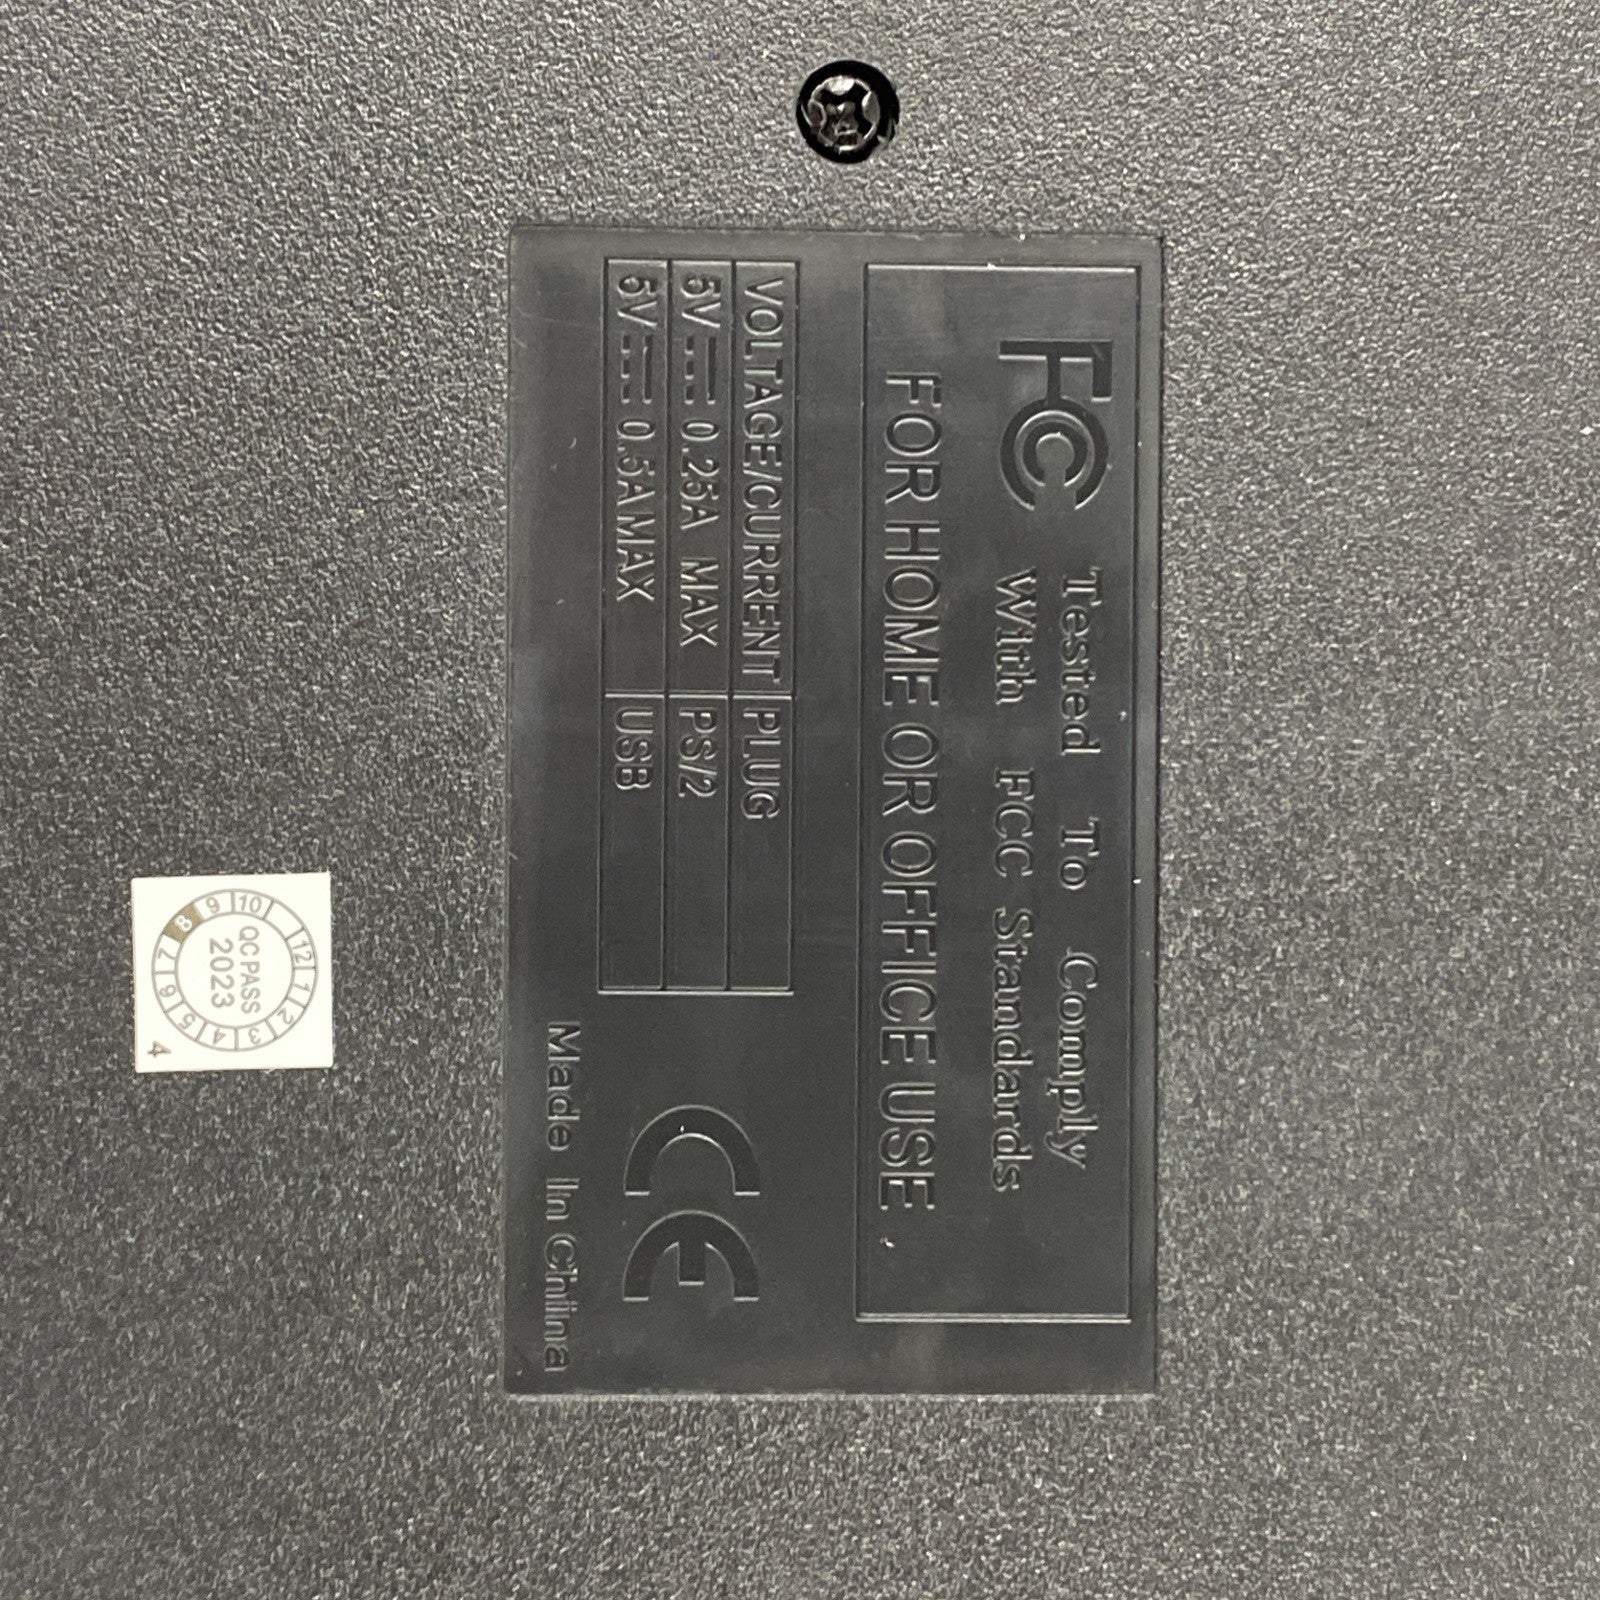 FC Tested To Comply
With FCC Standards
FOR HOME OR OFFICE USE
VOLTAGE/CURRENT PLUG
5V 0.25A MAX PS/2
5V 0.5AMAX USB
CE
Made In China
QC PASS
2023
12 1 2 3 4 5 6 7 8 9 10
4